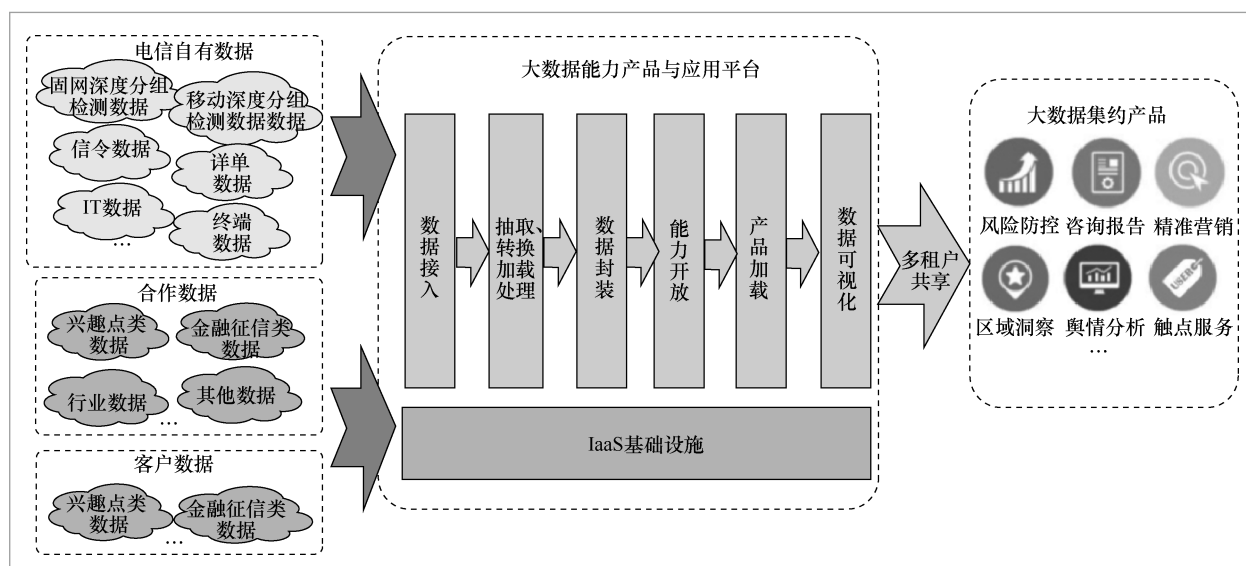 电信自有数据
固网深度分组
检测数据
移动深度分组
检测数据数据
信令数据
详单
数据
IT数据
终端
数据
…
合作数据
兴趣点类
数据
金融征信类
数据
行业数据
其他数据
…
客户数据
兴趣点类
数据
金融征信类
数据
…
大数据能力产品与应用平台
数据接入
抽取、
转换
加载
处理
数据封装
能力开放
产品加载
数据可视化
IaaS基础设施
多租户
共享
大数据集约产品
风险防控
咨询报告
精准营销
USER
区域洞察
舆情分析
触点服务
…